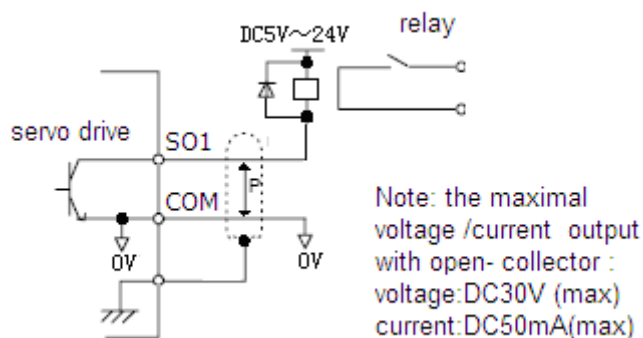 relay
DC5V～24V
servo drive
SO1
P
COM
0V
0V
Note: the maximal
voltage /current output
with open- collector :
voltage:DC30V (max)
current:DC50mA(max)